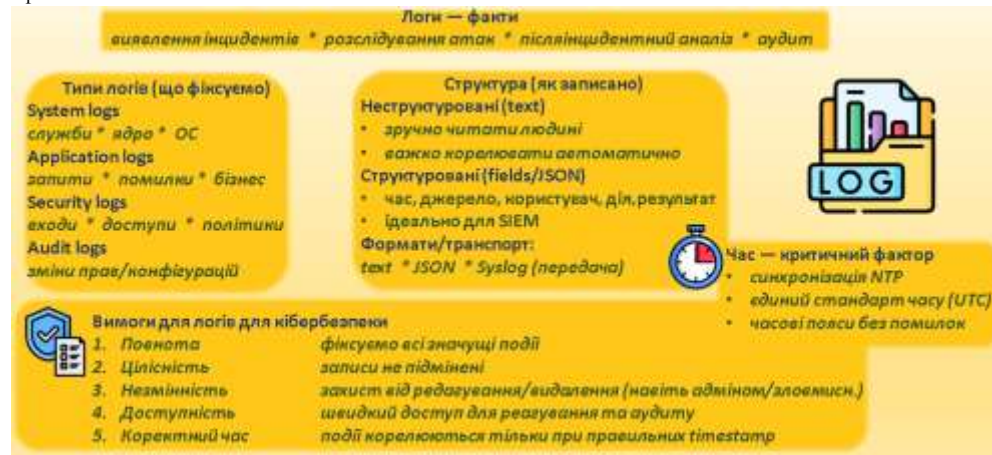 Логи — факти
виявлення інцидентів * розслідування атак * післяінцидентний аналіз * аудит
Типи логів (що фіксуємо)
System logs
служби * ядро * ОС
Application logs
запити * помилки * бізнес
Security logs
входи * доступи * політики
Audit logs
зміни прав/конфігурацій
Структура (як записано)
Неструктуровані (text)
• зручно читати людині
• важко корелювати автоматично
Структуровані (fields/JSON)
• час, джерело, користувач, дія, результат
• ідеально для SIEM
Формати/транспорт:
text * JSON * Syslog (передача)
LOG
Час — критичний фактор
• синхронізація NTP
• єдиний стандарт часу (UTC)
• часові пояси без помилок
Вимоги для логів для кібербезпеки
1. Повнота фіксуємо всі значущі події
2. Цілісність записи не підмінені
3. Незмінність захист від редагування/видалення (навіть адміном/зловмисн.)
4. Доступність швидкий доступ для реагування та аудиту
5. Коректний час події корелюються тільки при правильних timestamp